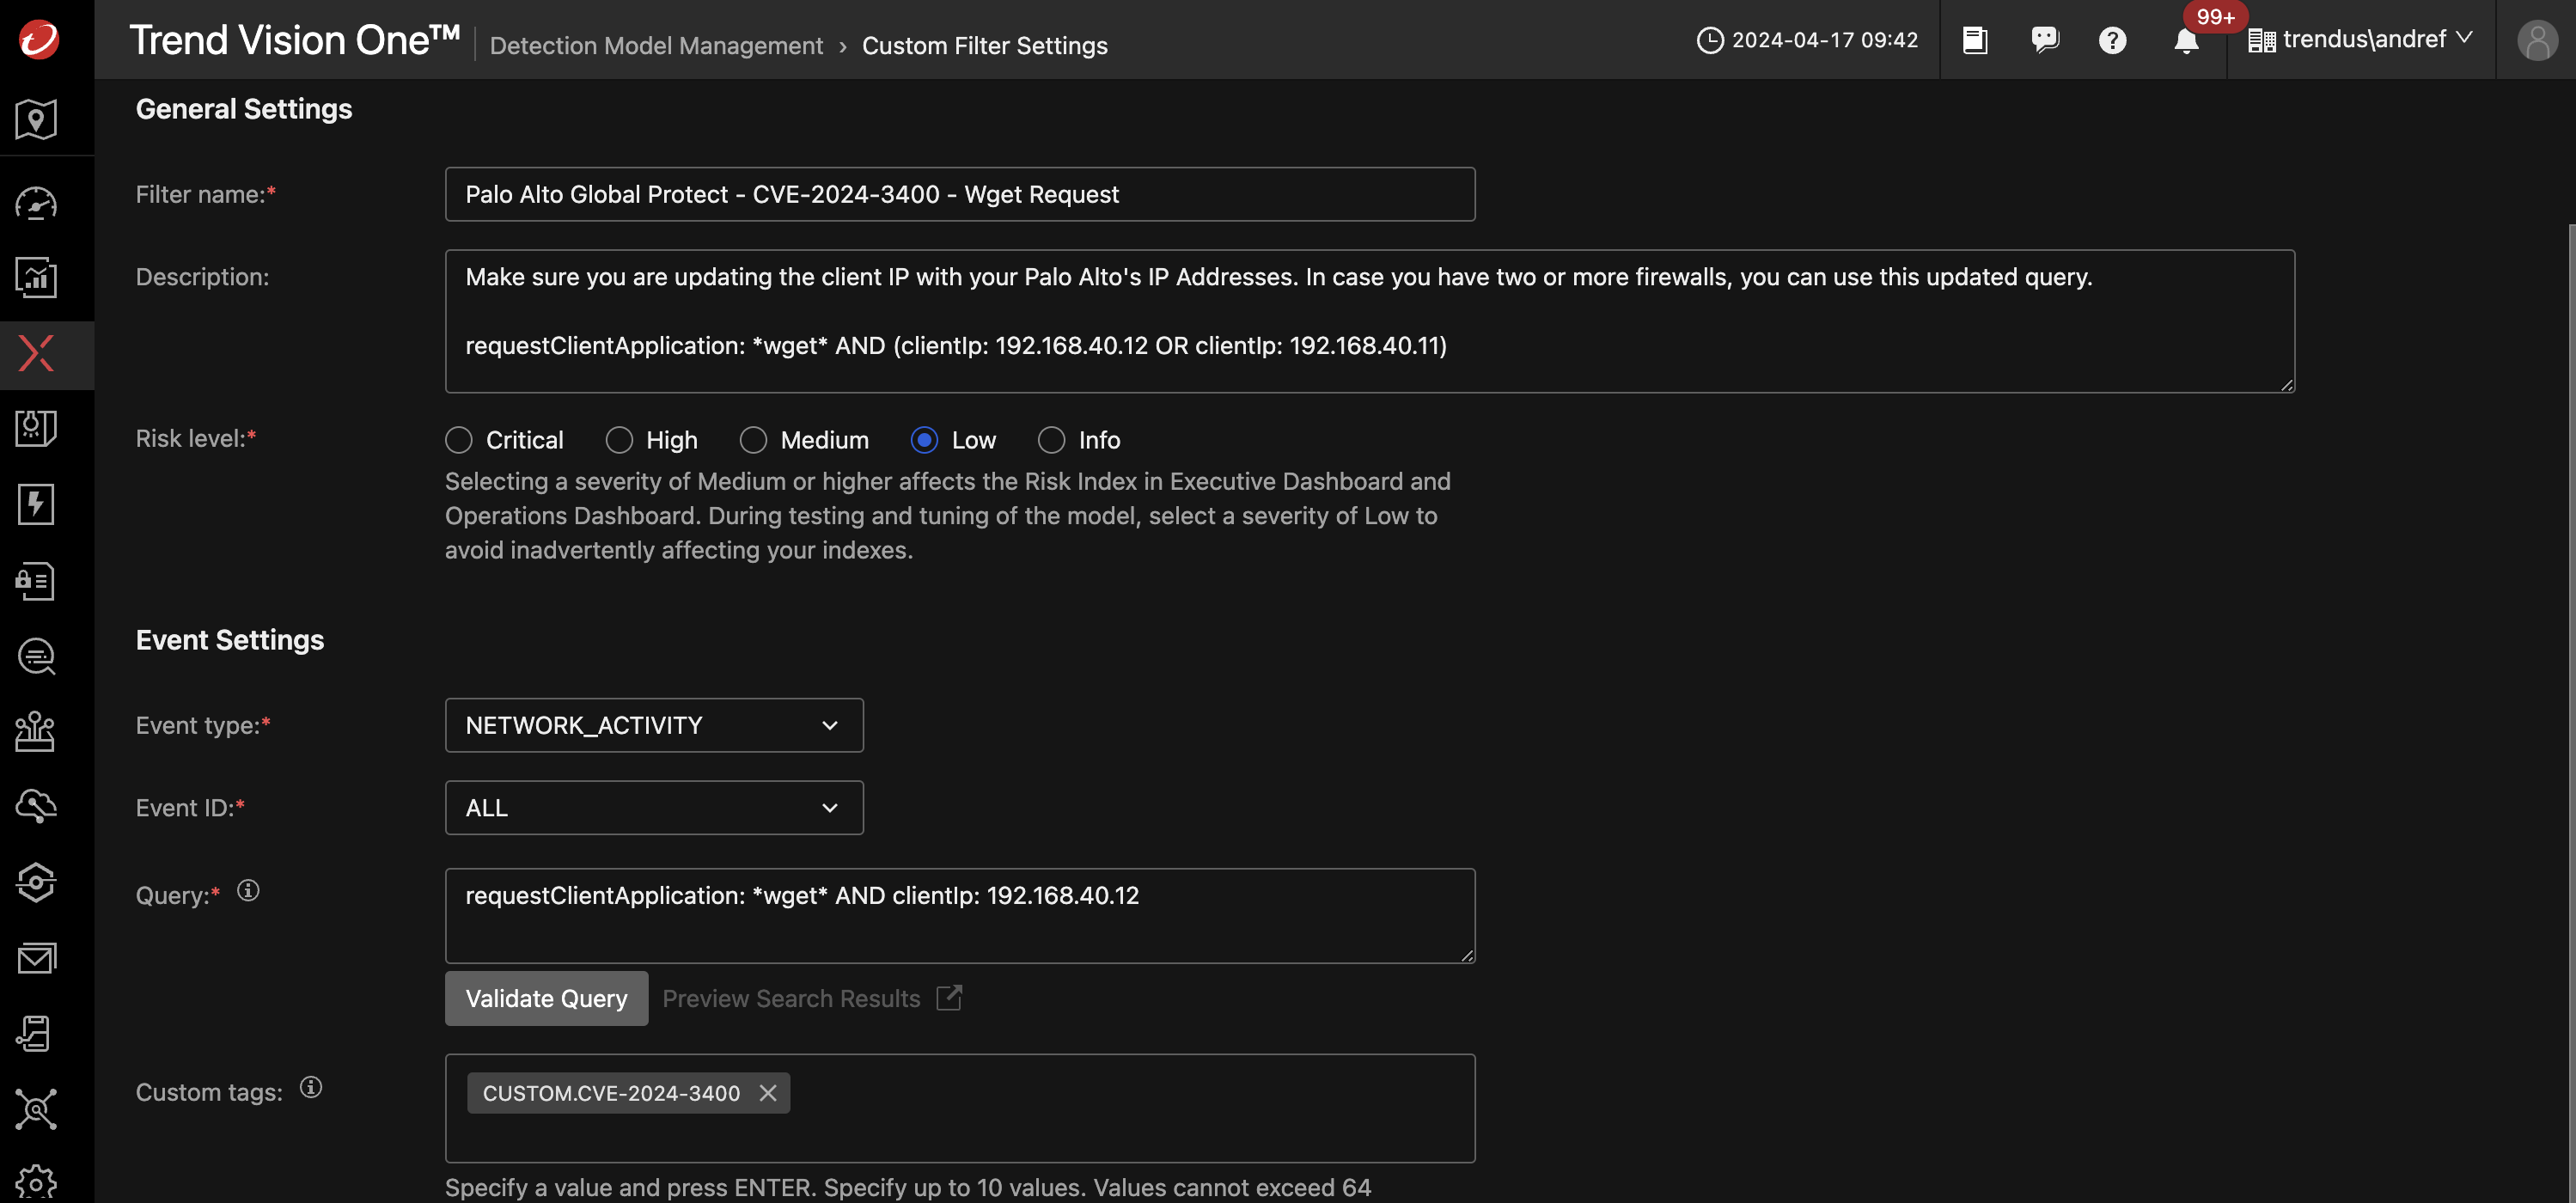 Trend Vision One™
Detection Model Management › Custom Filter Settings
2024-04-17 09:42
99+
trendus\andref
General Settings
Filter name:*
Palo Alto Global Protect - CVE-2024-3400 - Wget Request
Description:
Make sure you are updating the client IP with your Palo Alto's IP Addresses. In case you have two or more firewalls, you can use this updated query.
requestClientApplication: *wget* AND (clientIp: 192.168.40.12 OR clientIp: 192.168.40.11)
Risk level:*
Critical High Medium Low Info
Selecting a severity of Medium or higher affects the Risk Index in Executive Dashboard and
Operations Dashboard. During testing and tuning of the model, select a severity of Low to
avoid inadvertently affecting your indexes.
Event Settings
Event type:*
NETWORK_ACTIVITY
Event ID:*
ALL
Query:*
requestClientApplication: *wget* AND clientIp: 192.168.40.12
Validate Query Preview Search Results
Custom tags:
CUSTOM.CVE-2024-3400
Specify a value and press ENTER. Specify up to 10 values. Values cannot exceed 64